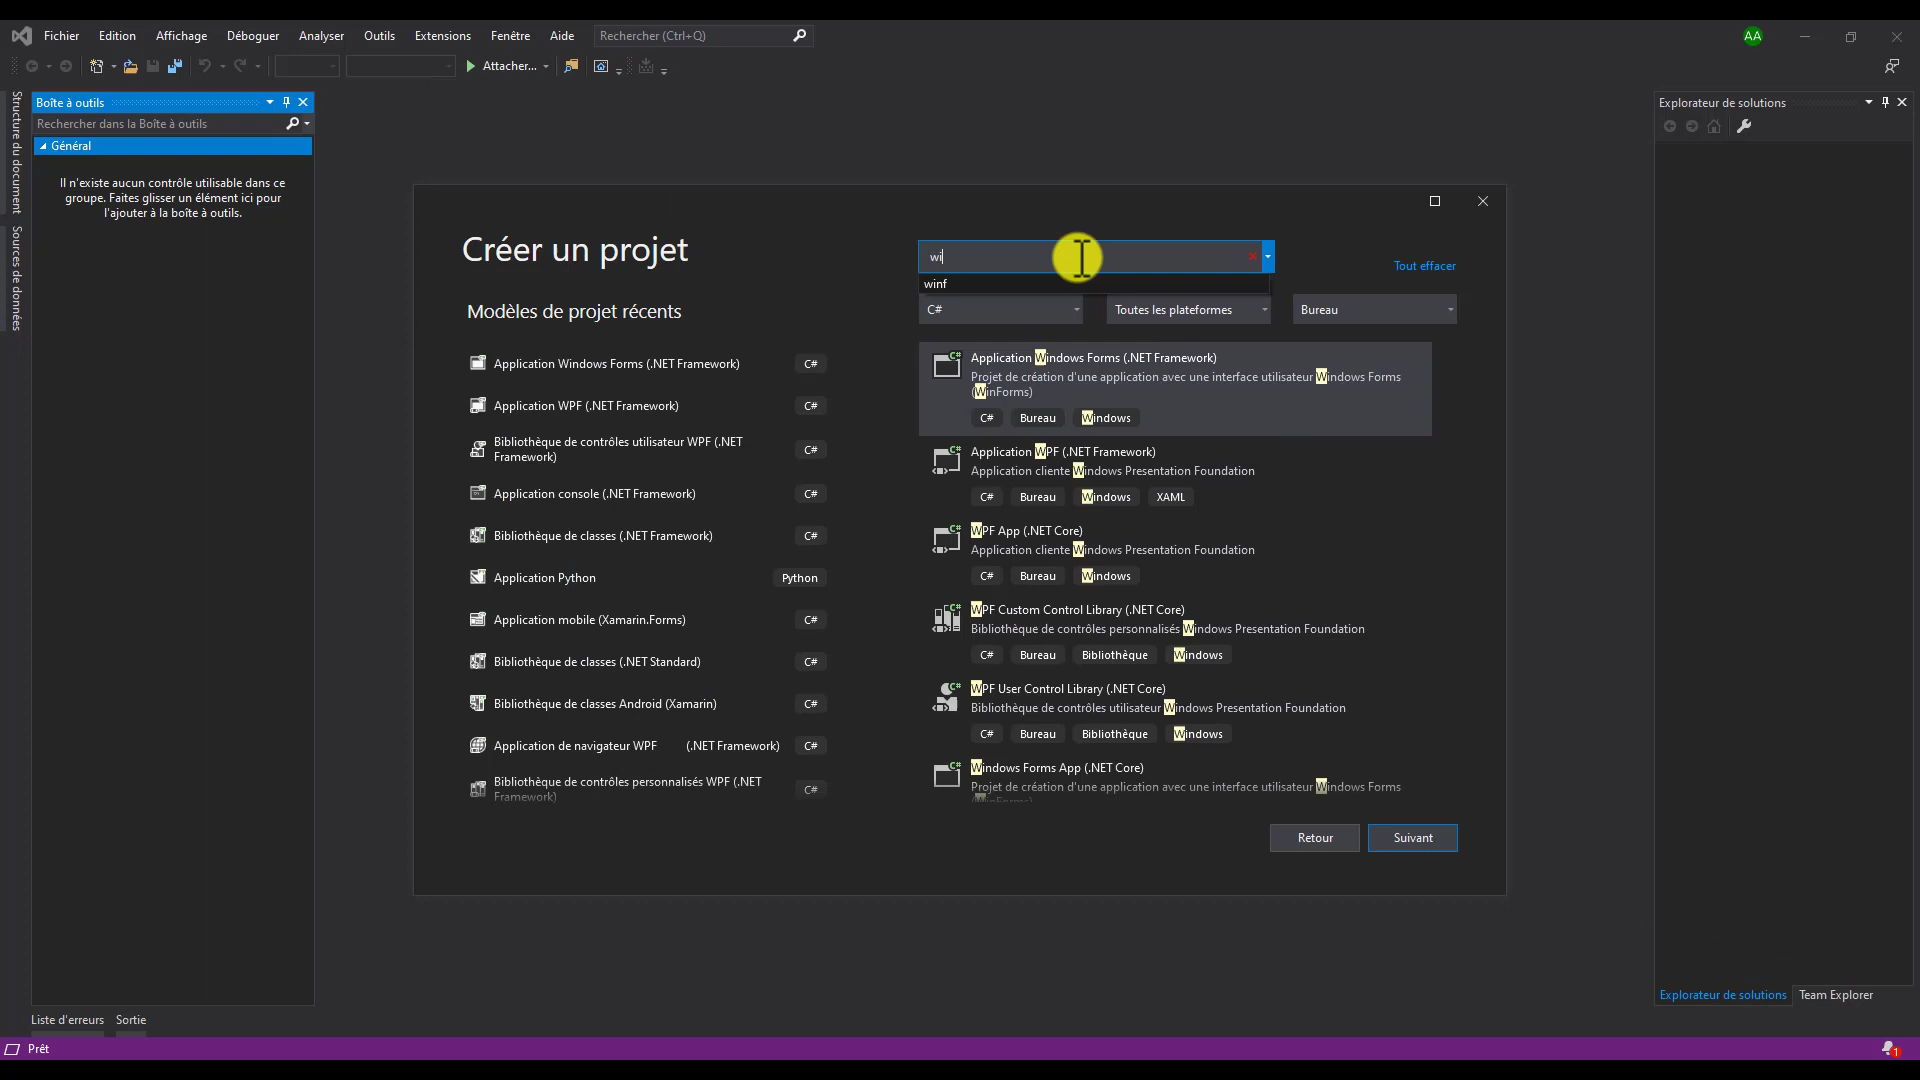 Fichier Edition Affichage Déboguer Analyser Outils Extensions Fenêtre Aide Rechercher (Ctrl+Q) AA
Attacher...
Boîte à outils
Rechercher dans la Boîte à outils
Général
Il n'existe aucun contrôle utilisable dans ce
groupe. Faites glisser un élément ici pour
l'ajouter à la boîte à outils.
Structure du document
Sources de données
Créer un projet
wi
winf
Tout effacer
C# Toutes les plateformes Bureau
Modèles de projet récents
Application Windows Forms (.NET Framework) C#
Application WPF (.NET Framework) C#
Bibliothèque de contrôles utilisateur WPF (.NET
Framework) C#
Application console (.NET Framework) C#
Bibliothèque de classes (.NET Framework) C#
Application Python Python
Application mobile (Xamarin.Forms) C#
Bibliothèque de classes (.NET Standard) C#
Bibliothèque de classes Android (Xamarin) C#
Application de navigateur WPF (.NET Framework) C#
Bibliothèque de contrôles personnalisés WPF (.NET
Framework) C#
Application Windows Forms (.NET Framework)
Projet de création d'une application avec une interface utilisateur Windows Forms
(WinForms)
C# Bureau Windows
Application WPF (.NET Framework)
Application cliente Windows Presentation Foundation
C# Bureau Windows XAML
WPF App (.NET Core)
Application cliente Windows Presentation Foundation
C# Bureau Windows
WPF Custom Control Library (.NET Core)
Bibliothèque de contrôles personnalisés Windows Presentation Foundation
C# Bureau Bibliothèque Windows
WPF User Control Library (.NET Core)
Bibliothèque de contrôles utilisateur Windows Presentation Foundation
C# Bureau Bibliothèque Windows
Windows Forms App (.NET Core)
Projet de création d'une application avec une interface utilisateur Windows Forms
(WinForms)
Retour Suivant
Explorateur de solutions
Explorateur de solutions Team Explorer
Liste d'erreurs Sortie
Prêt
1